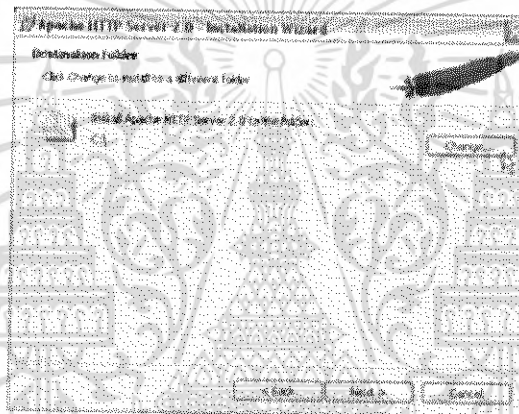 Apache HTTP Server 2.0 - Installation Wizard
Destination Folder
Click Change to install to a different folder
Install Apache HTTP Server 2.0 to the folder:
C:\
Change...
< Back
Next >
Cancel